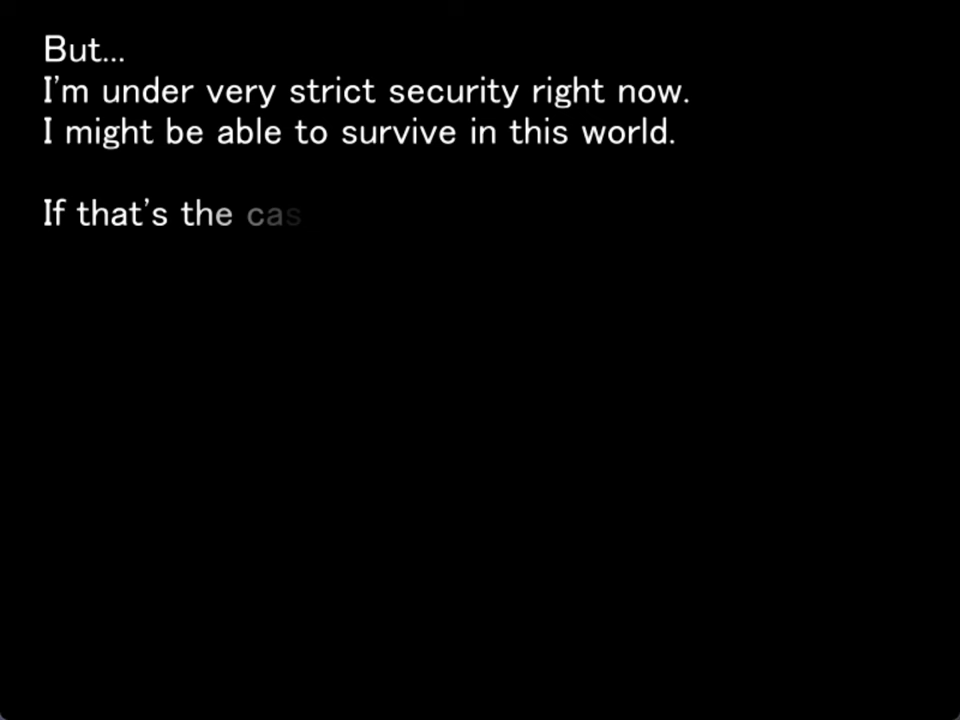 But...
I'm under very strict security right now.
I might be able to survive in this world.
If that's the cas